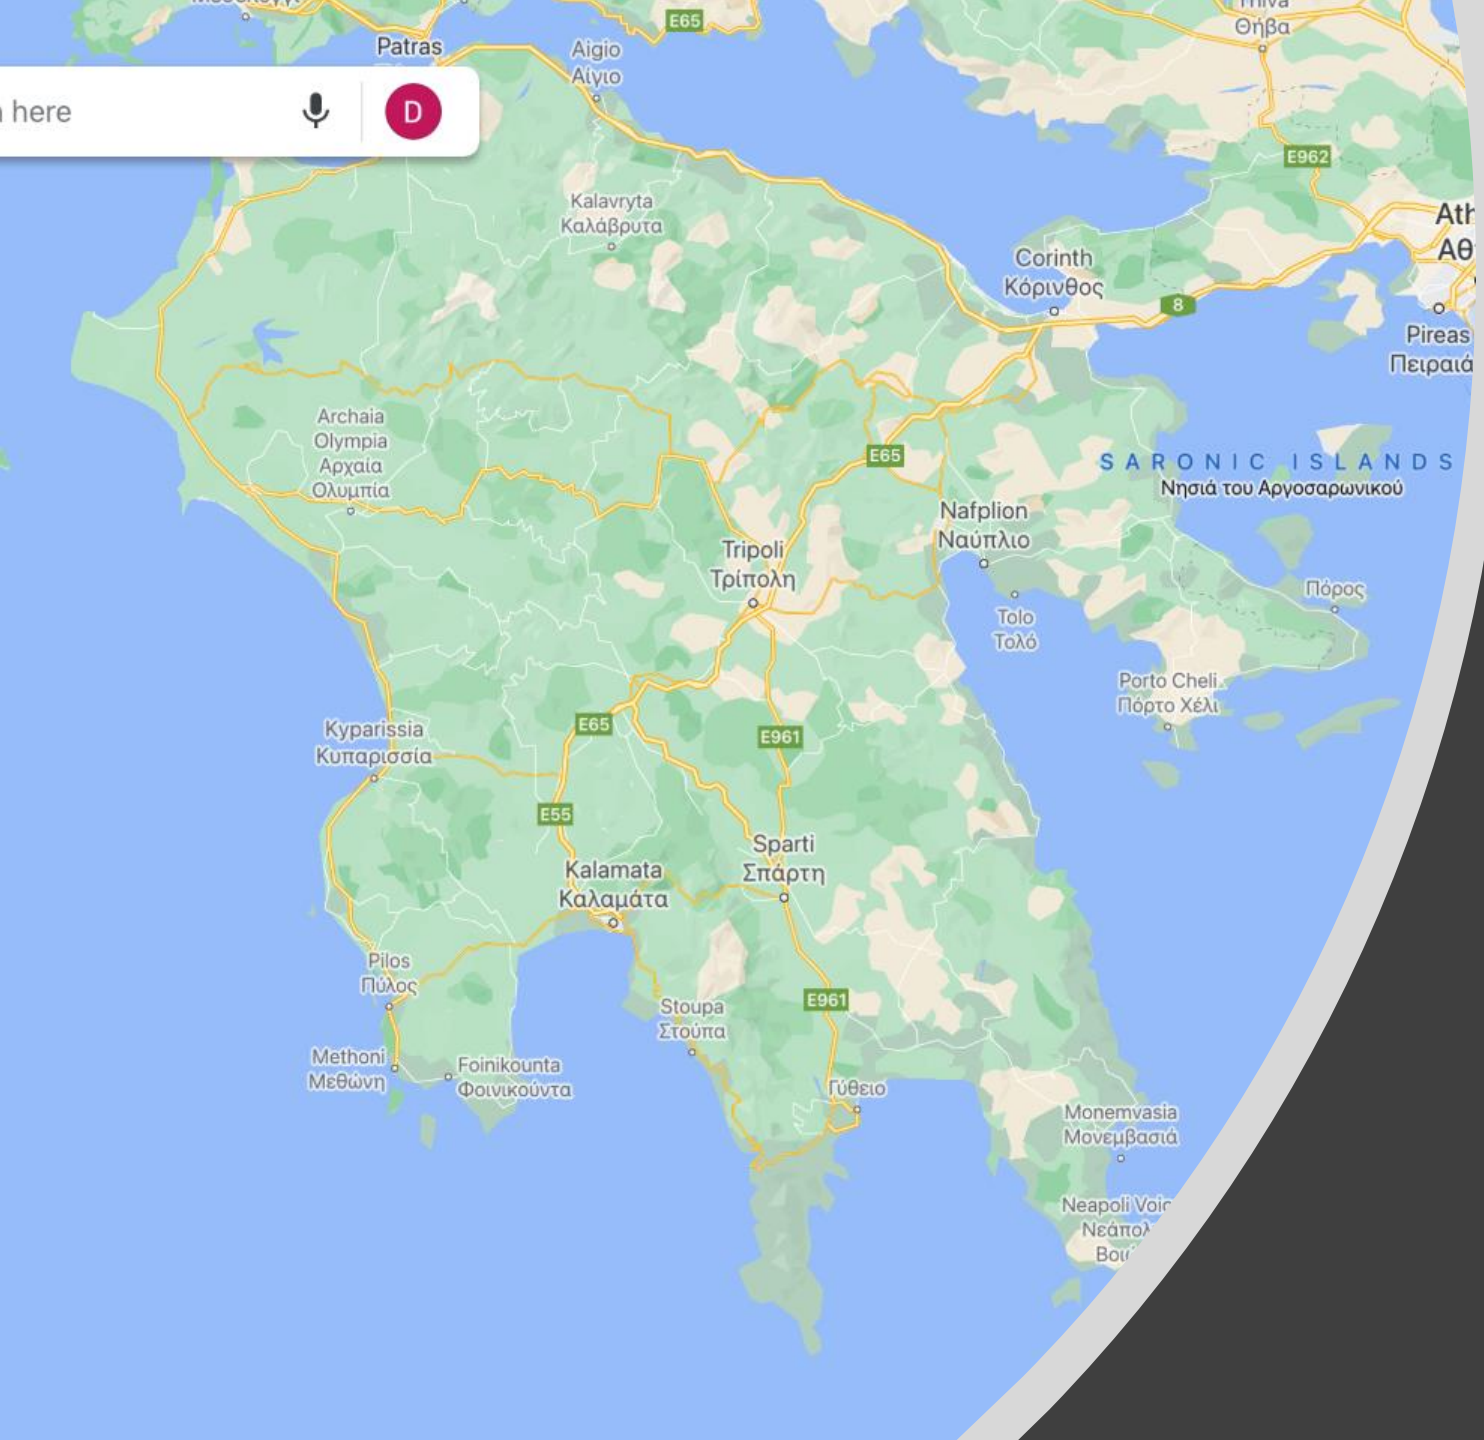 E65
Θήβα
Patras
Aigio
Αίγιο
here
D
E962
Kalavryta
Καλάβρυτα
Corinth
Κόρινθος
8
Pireas
Archaia
Olympia
Αρχαία
Ολυμπία
E65
SARONIC ISLANDS
Νησιά του Αργοσαρωνικού
Nafplion
Ναύπλιο
Tripoli
Τρίπολη
Πόρος
Tolo
Τολό
Porto Cheli
Πόρτο Χέλι
Kyparissia
Κυπαρισσία
E65
E961
E55
Sparti
Σπάρτη
Kalamata
Καλαμάτα
Pilos
Πύλος
E961
Stoupa
Στούπα
Methoni
Μεθώνη
Foinikounta
Φοινικούντα
Γύθειο
Monemvasia
Μονεμβασιά
Neapoli